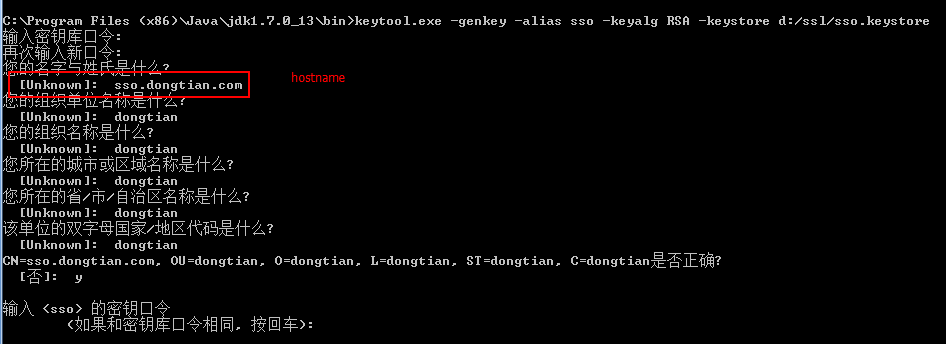 C:\Program Files (x86)\Java\jdk1.7.0_13\bin>keytool.exe -genkey -alias sso -keyalg RSA -keystore d:/ssl/sso.keystore
输入密钥库口令:
再次输入新口令:
您的名字与姓氏是什么?
[Unknown]:  sso.dongtian.com
hostname
您的组织单位名称是什么?
[Unknown]:  dongtian
您的组织名称是什么?
[Unknown]:  dongtian
您所在的城市或区域名称是什么?
[Unknown]:  dongtian
您所在的省/市/自治区名称是什么?
[Unknown]:  dongtian
该单位的双字母国家/地区代码是什么?
[Unknown]:  dongtian
CN=sso.dongtian.com, OU=dongtian, O=dongtian, L=dongtian, ST=dongtian, C=dongtian是否正确?
[否]:  y
输入 <sso> 的密钥口令
(如果和密钥库口令相同, 按回车):